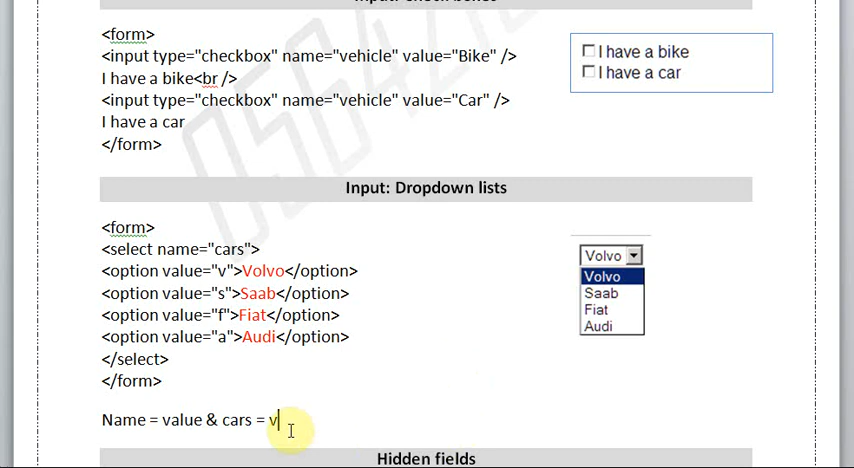 <form>
<input type="checkbox" name="vehicle" value="Bike" />
I have a bike<br />
<input type="checkbox" name="vehicle" value="Car" />
I have a car
</form>
I have a bike
I have a car
Input: Dropdown lists
<form>
<select name="cars">
<option value="v">Volvo</option>
<option value="s">Saab</option>
<option value="f">Fiat</option>
<option value="a">Audi</option>
</select>
</form>
Volvo
Volvo
Saab
Fiat
Audi
Name = value & cars = v
Hidden fields